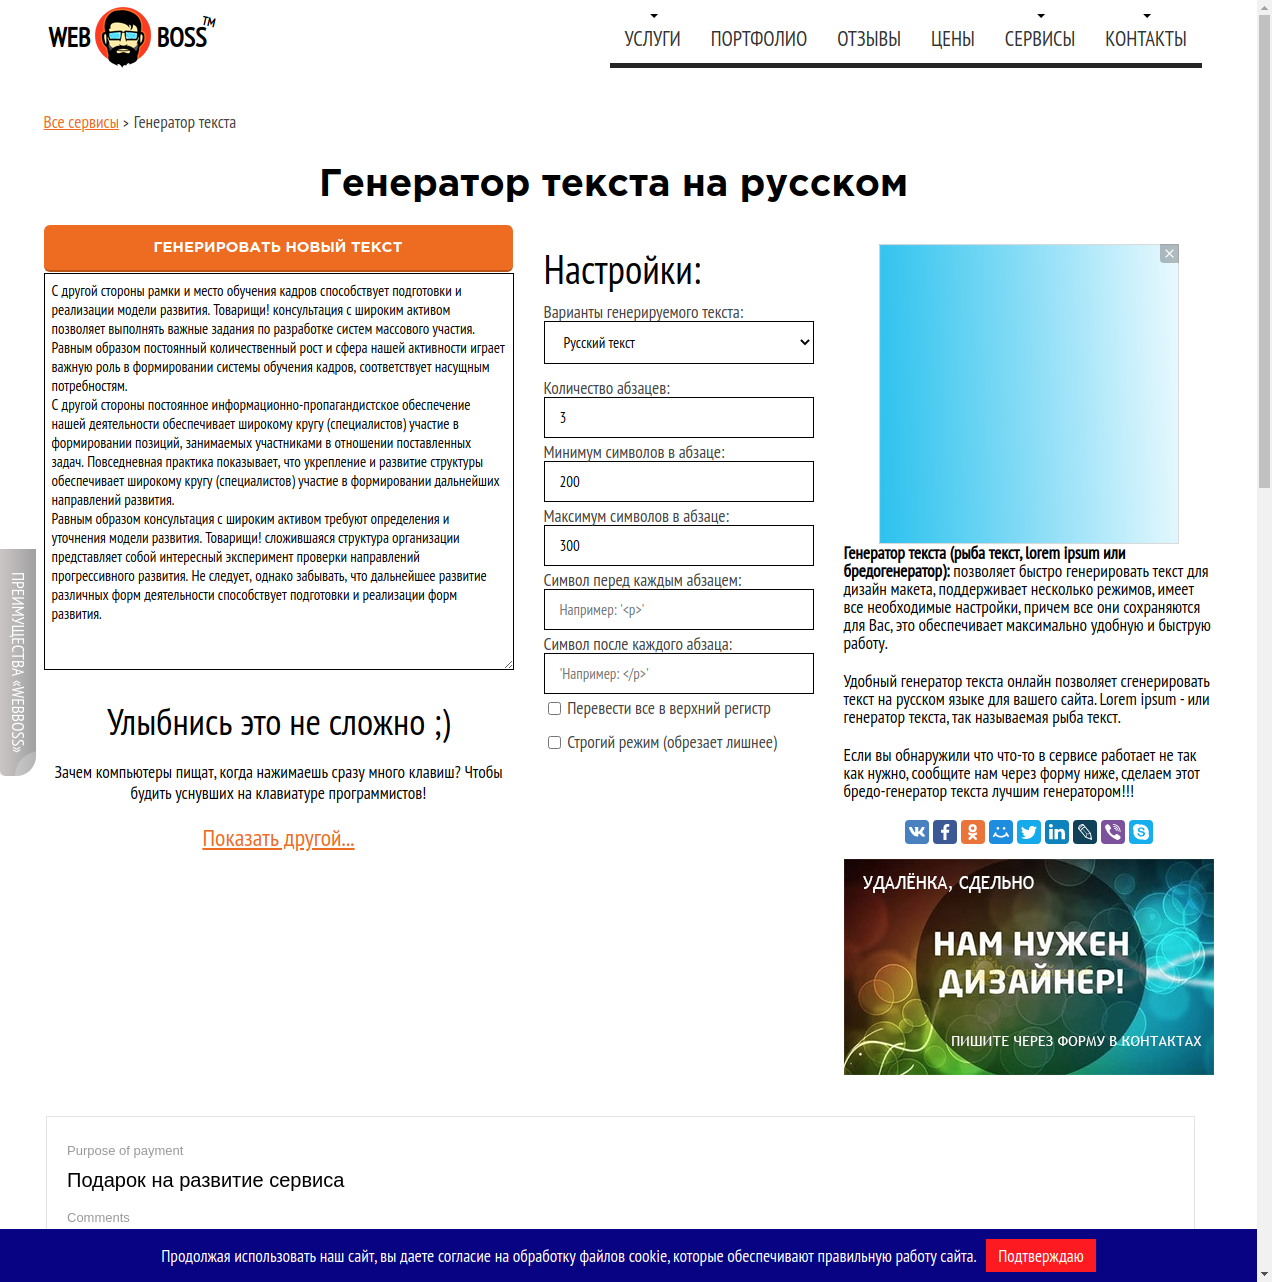 WEB BOSS™
УСЛУГИ ПОРТФОЛИО ОТЗЫВЫ ЦЕНЫ СЕРВИСЫ КОНТАКТЫ
Все сервисы > Генератор текста
Генератор текста на русском
ГЕНЕРИРОВАТЬ НОВЫЙ ТЕКСТ
С другой стороны рамки и место обучения кадров способствует подготовки и
реализации модели развития. Товарищи! консультация с широким активом
позволяет выполнять важные задания по разработке систем массового участия.
Равным образом постоянный количественный рост и сфера нашей активности играет
важную роль в формировании системы обучения кадров, соответствует насущным
потребностям.
С другой стороны постоянное информационно-пропагандистское обеспечение
нашей деятельности обеспечивает широкому кругу (специалистов) участие в
формировании позиций, занимаемых участниками в отношении поставленных
задач. Повседневная практика показывает, что укрепление и развитие структуры
обеспечивает широкому кругу (специалистов) участие в формировании дальнейших
направлений развития.
Равным образом консультация с широким активом требуют определения и
уточнения модели развития. Товарищи! сложившаяся структура организации
представляет собой интересный эксперимент проверки направлений
прогрессивного развития. Не следует, однако забывать, что дальнейшее развитие
различных форм деятельности способствует подготовки и реализации форм
развития.
ПРЕИМУЩЕСТВА «WEBBOSS»
Улыбнись это не сложно ;)
Зачем компьютеры пищат, когда нажимаешь сразу много клавиш? Чтобы
будить уснувших на клавиатуре программистов!
Показать другой...
Настройки:
Варианты генерируемого текста:
Русский текст
Количество абзацев:
3
Минимум символов в абзаце:
200
Максимум символов в абзаце:
300
Символ перед каждым абзацем:
Например: '<p>'
Символ после каждого абзаца:
'Например: </p>'
Перевести все в верхний регистр
Строгий режим (обрезает лишнее)
Генератор текста (рыба текст, lorem ipsum или
бредогенератор): позволяет быстро генерировать текст для
дизайн макета, поддерживает несколько режимов, имеет
все необходимые настройки, причем все они сохраняются
для Вас, это обеспечивает максимально удобную и быструю
работу.
Удобный генератор текста онлайн позволяет сгенерировать
текст на русском языке для вашего сайта. Lorem ipsum - или
генератор текста, так называемая рыба текст.
Если вы обнаружили что что-то в сервисе работает не так
как нужно, сообщите нам через форму ниже, сделаем этот
бредо-генератор текста лучшим генератором!!!
УДАЛЁНКА, СДЕЛЬНО
НАМ НУЖЕН
ДИЗАЙНЕР!
ПИШИТЕ ЧЕРЕЗ ФОРМУ В КОНТАКТАХ
Purpose of payment
Подарок на развитие сервиса
Comments
Продолжая использовать наш сайт, вы даете согласие на обработку файлов cookie, которые обеспечивают правильную работу сайта. Подтверждаю